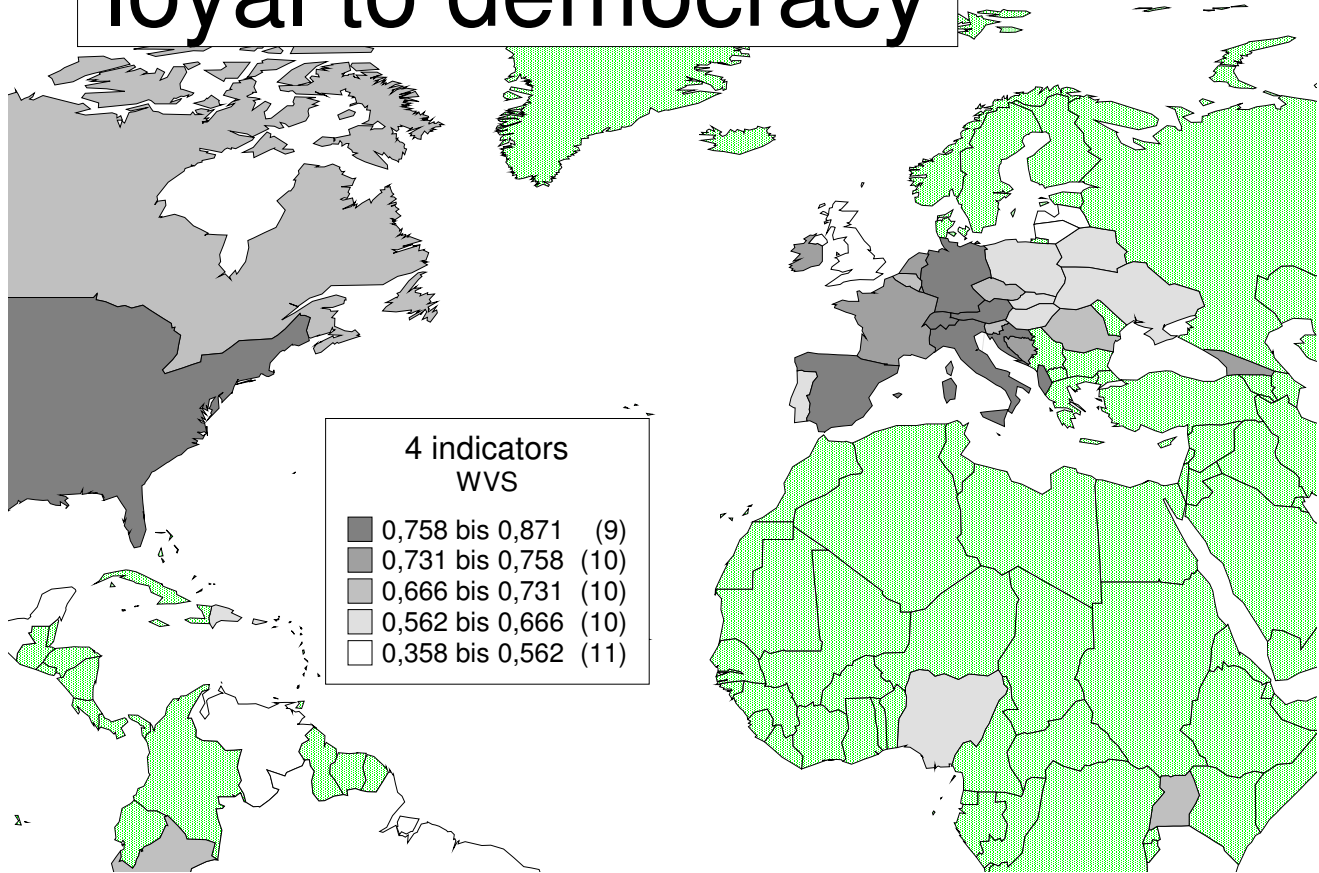 loyal to democracy
4 indicators
WVS
0,758 bis 0,871 (9)
0,731 bis 0,758 (10)
0,666 bis 0,731 (10)
0,562 bis 0,666 (10)
0,358 bis 0,562 (11)